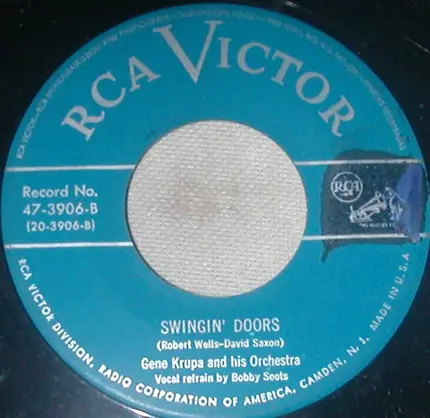 RCA VICTOR
Record No.
47-3906-B
(20-3906-B)
RCA
SWINGIN' DOORS
(Robert Wells-David Saxon)
Gene Krupa and his Orchestra
Vocal refrain by Bobby Soots
RCA VICTOR DIVISION, RADIO CORPORATION OF AMERICA, CAMDEN, N. J. MADE IN U.S.A.